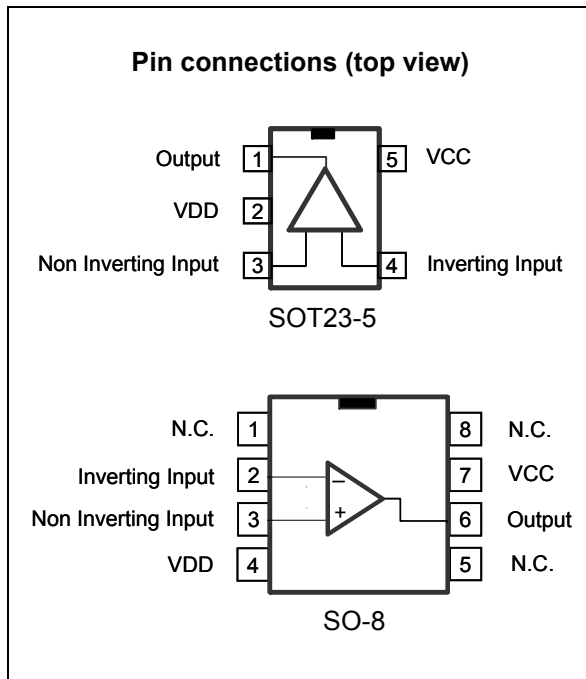 Pin connections (top view)
Output 1 5 VCC
VDD 2
Non Inverting Input 3 4 Inverting Input
SOT23-5
N.C. 1 8 N.C.
Inverting Input 2 − 7 VCC
Non Inverting Input 3 + 6 Output
VDD 4 5 N.C.
SO-8